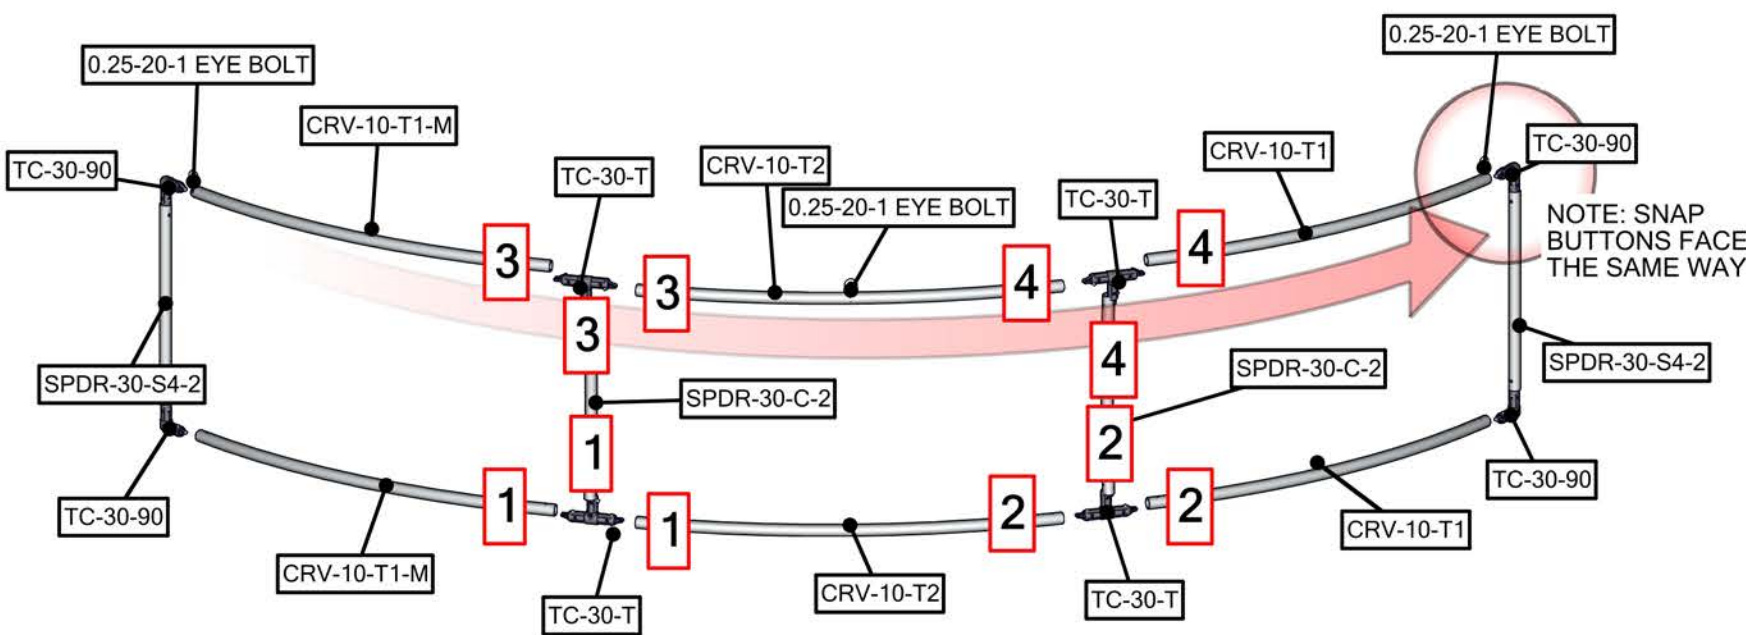 0.25-20-1 EYE BOLT
0.25-20-1 EYE BOLT
CRV-10-T1-M
TC-30-90
TC-30-T
CRV-10-T2
0.25-20-1 EYE BOLT
TC-30-T
CRV-10-T1
TC-30-90
NOTE: SNAP
BUTTONS FACE
THE SAME WAY
3
3
4
4
3
4
SPDR-30-S4-2
SPDR-30-C-2
SPDR-30-C-2
SPDR-30-S4-2
1
2
1
1
2
2
TC-30-90
CRV-10-T1-M
TC-30-T
CRV-10-T2
TC-30-T
CRV-10-T1
TC-30-90